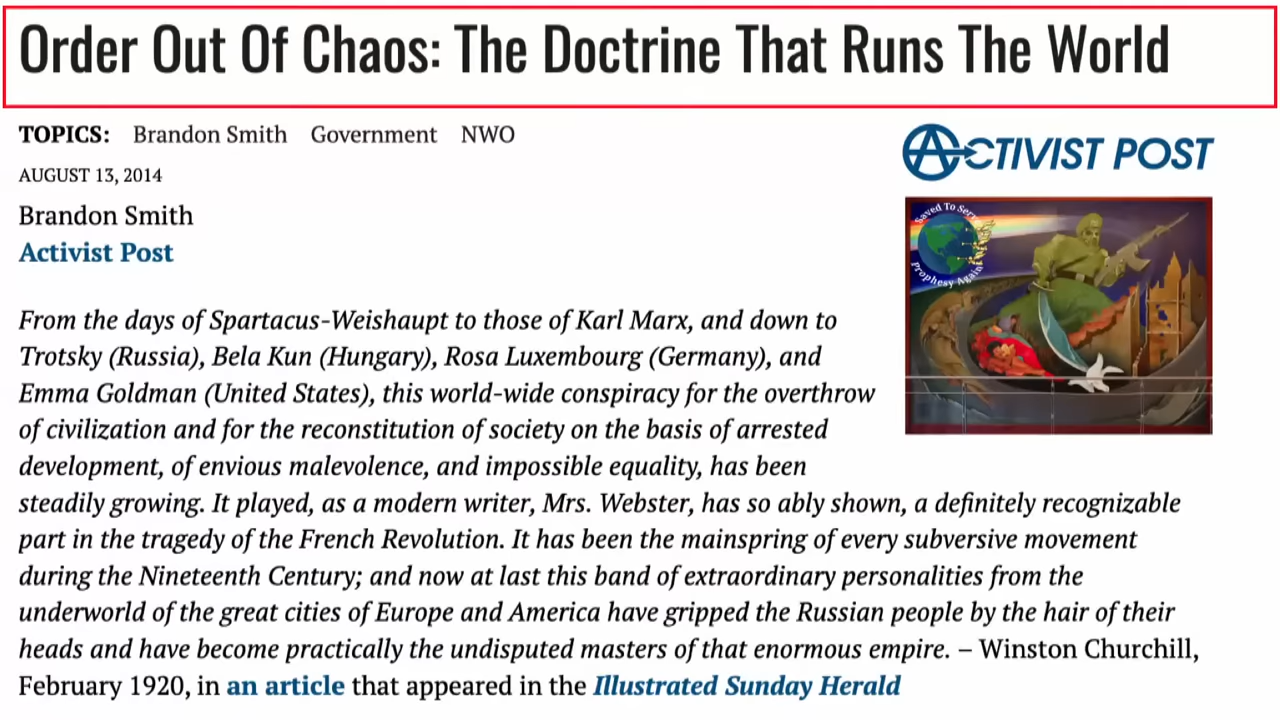 Order Out Of Chaos: The Doctrine That Runs The World
TOPICS: Brandon Smith Government NWO
AUGUST 13, 2014
ACTIVIST POST
Brandon Smith
Activist Post
Saved To Serve
Prophesy Again
From the days of Spartacus-Weishaupt to those of Karl Marx, and down to
Trotsky (Russia), Bela Kun (Hungary), Rosa Luxembourg (Germany), and
Emma Goldman (United States), this world-wide conspiracy for the overthrow
of civilization and for the reconstitution of society on the basis of arrested
development, of envious malevolence, and impossible equality, has been
steadily growing. It played, as a modern writer, Mrs. Webster, has so ably shown, a definitely recognizable
part in the tragedy of the French Revolution. It has been the mainspring of every subversive movement
during the Nineteenth Century; and now at last this band of extraordinary personalities from the
underworld of the great cities of Europe and America have gripped the Russian people by the hair of their
heads and have become practically the undisputed masters of that enormous empire. – Winston Churchill,
February 1920, in an article that appeared in the Illustrated Sunday Herald